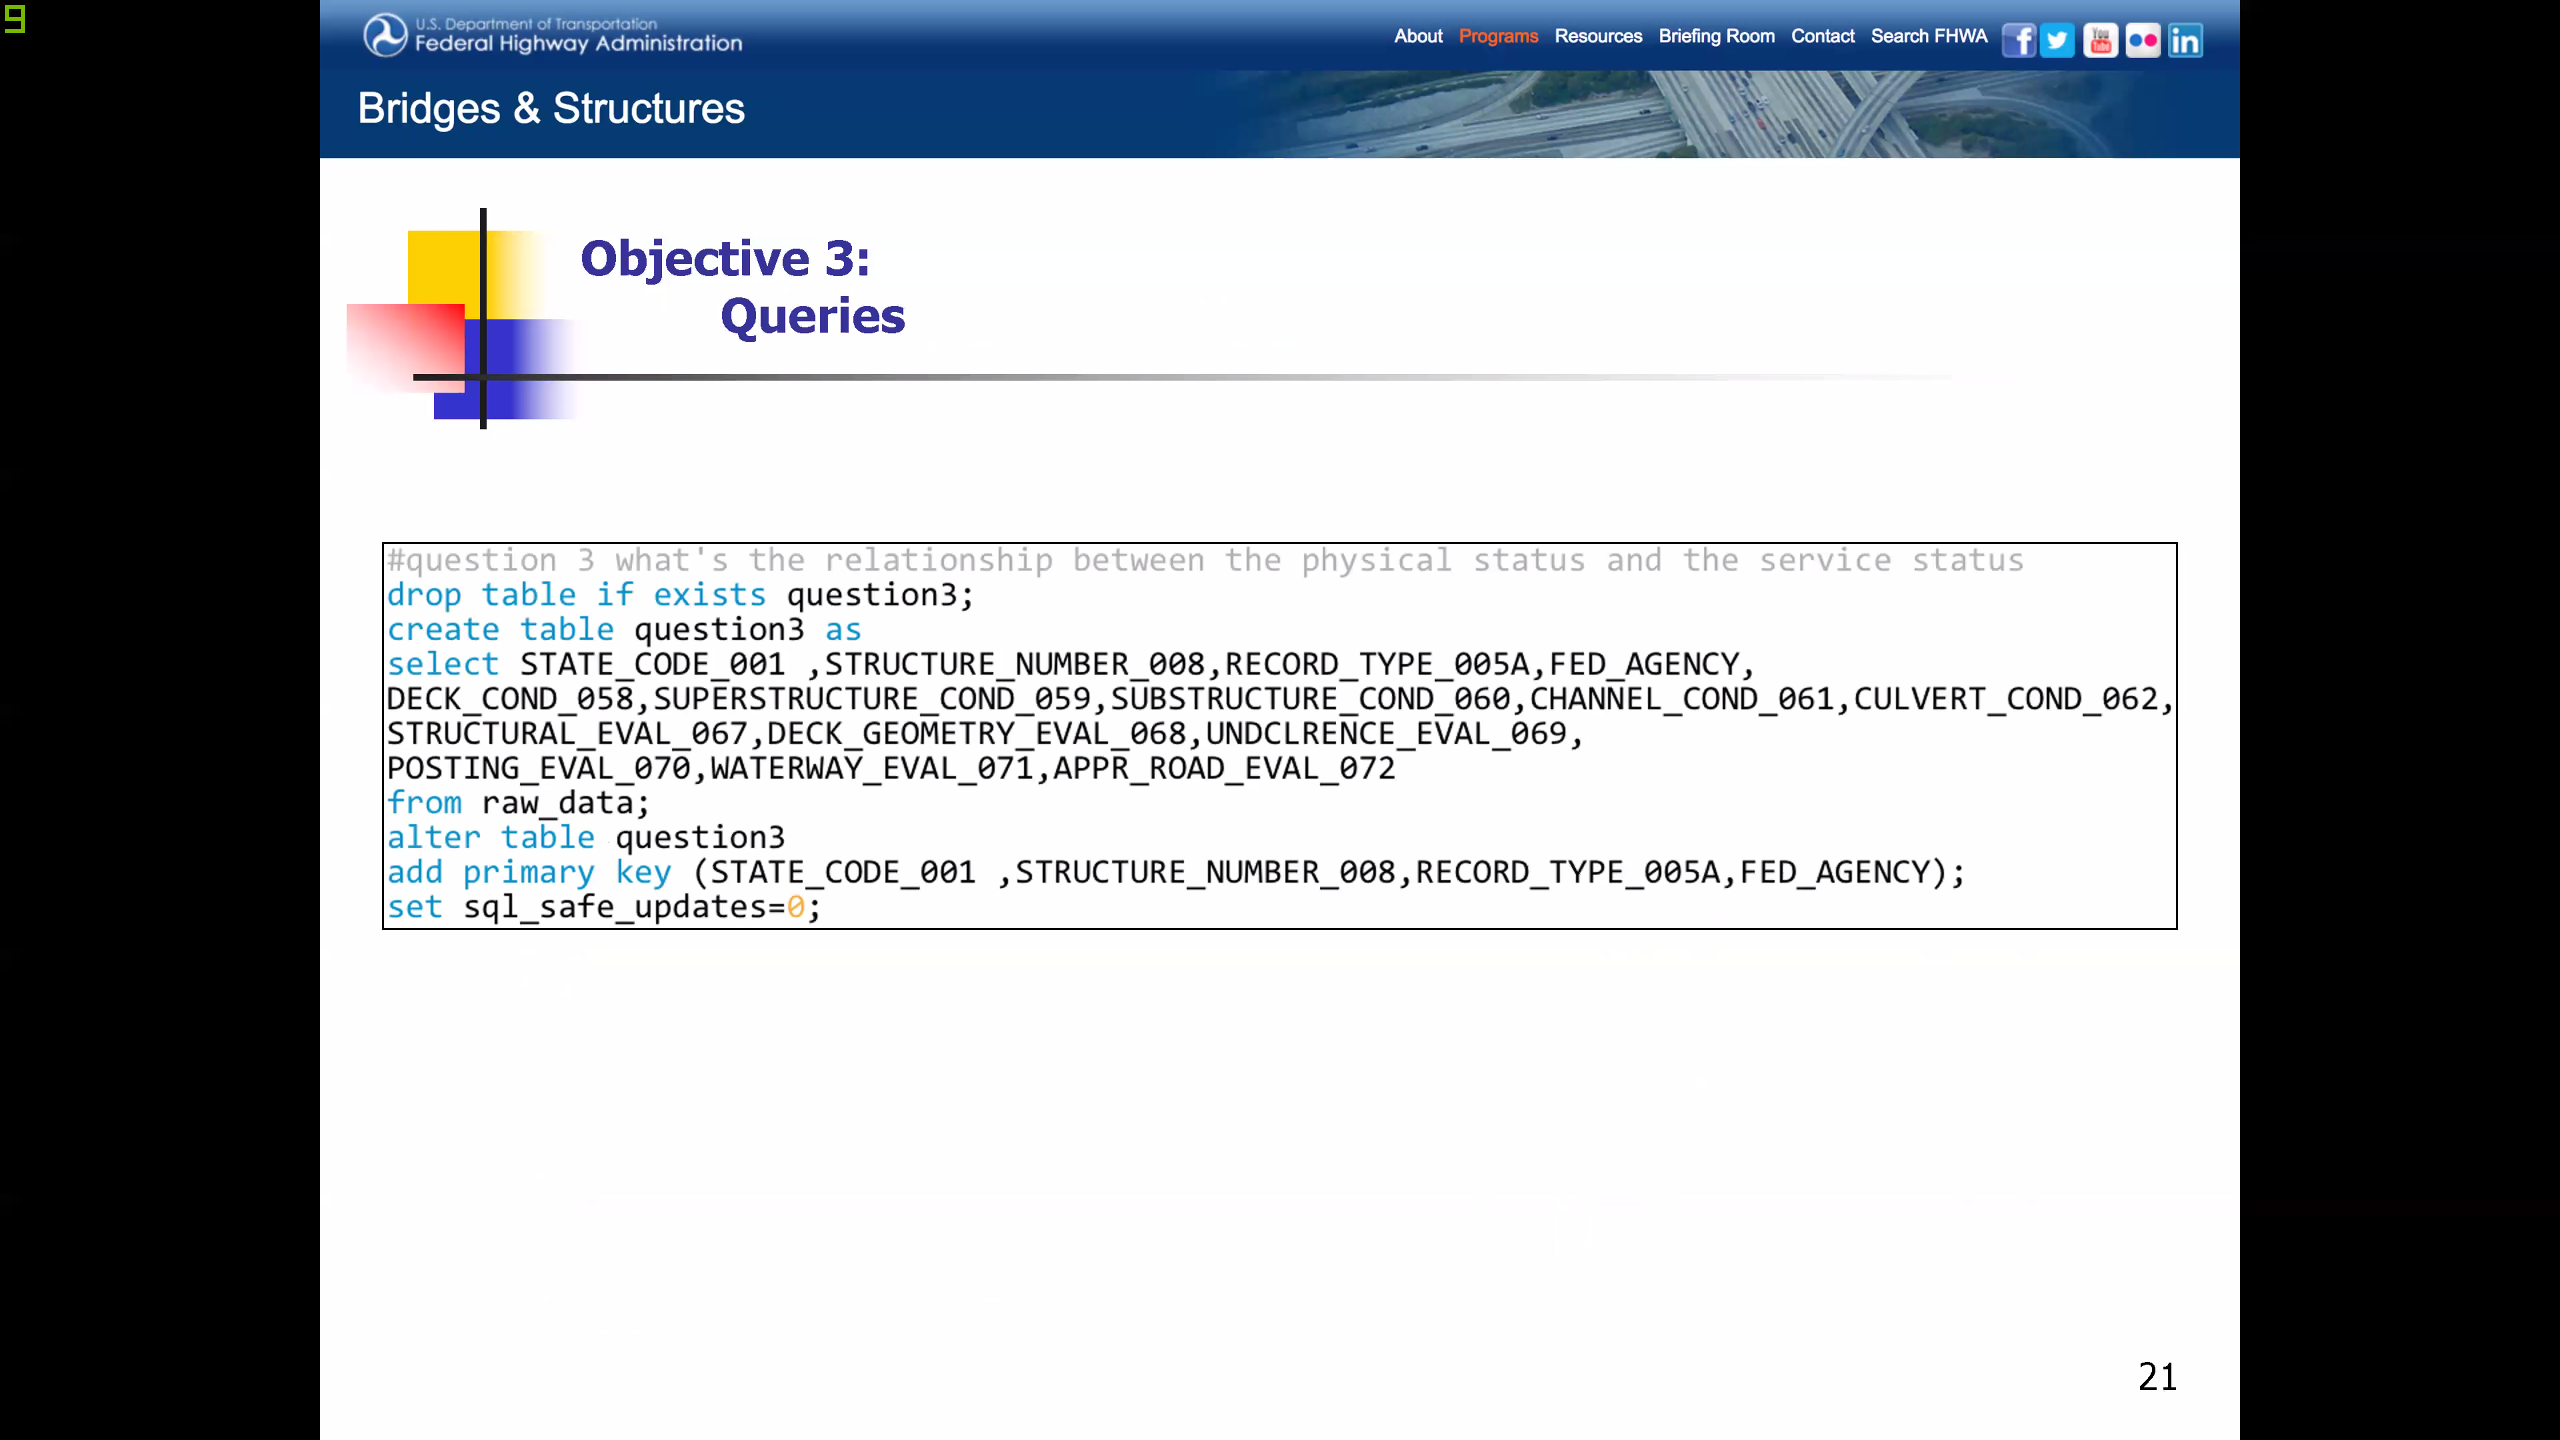 9
U.S. Department of Transportation
Federal Highway Administration
About Programs Resources Briefing Room Contact Search FHWA
f You Tube in
Bridges & Structures
Objective 3:
Queries
#question 3 what's the relationship between the physical status and the service status
drop table if exists question3;
create table question3 as
select STATE_CODE_001 ,STRUCTURE_NUMBER_008,RECORD_TYPE_005A,FED_AGENCY,
DECK_COND_058,SUPERSTRUCTURE_COND_059,SUBSTRUCTURE_COND_060,CHANNEL_COND_061,CULVERT_COND_062,
STRUCTURAL_EVAL_067,DECK_GEOMETRY_EVAL_068,UNDCLRENCE_EVAL_069,
POSTING_EVAL_070,WATERWAY_EVAL_071,APPR_ROAD_EVAL_072
from raw_data;
alter table question3
add primary key (STATE_CODE_001 ,STRUCTURE_NUMBER_008,RECORD_TYPE_005A,FED_AGENCY);
set sql_safe_updates=0;
21